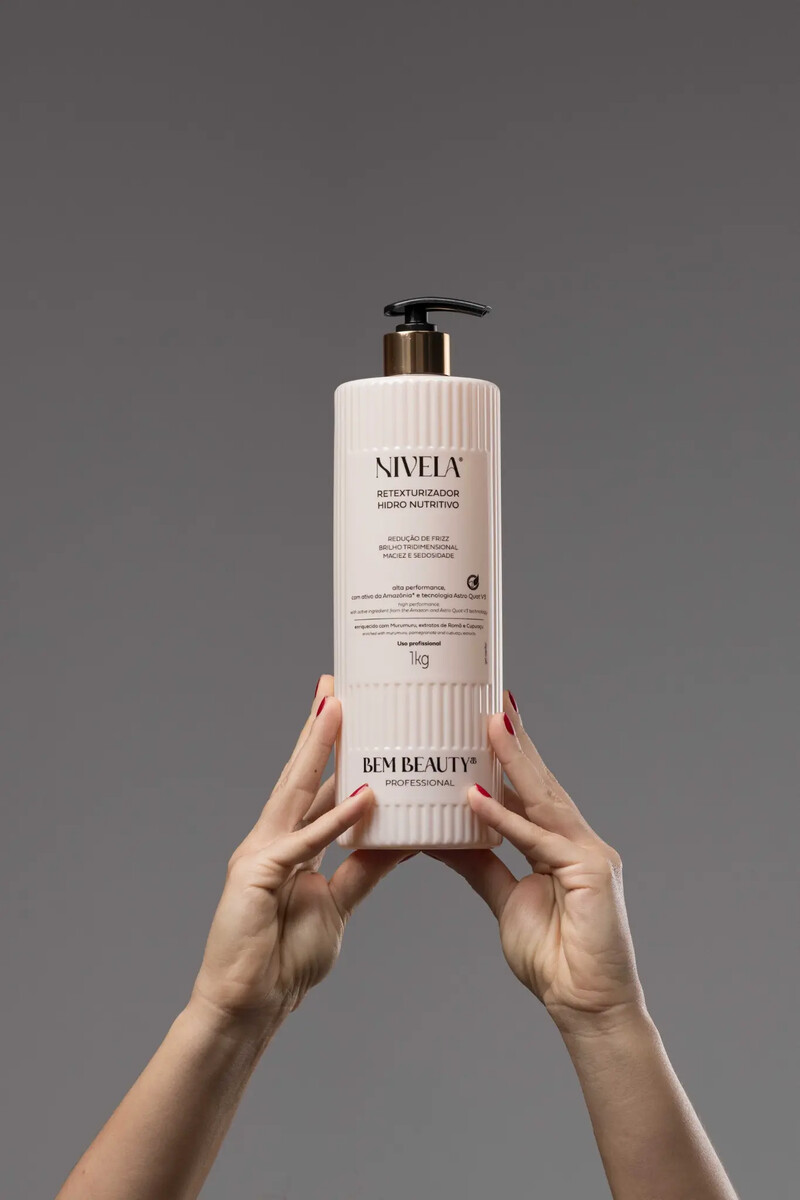 NIVELA®
RETEXTURIZADOR
HIDRO NUTRITIVO
REDUÇÃO DE FRIZZ
BRILHO TRIDIMENSIONAL
MACIEZ E SEDOSIDADE
alta performance,
com ativo da Amazônia* e tecnologia Astro Quat V3
high performance,
with active ingredient from the Amazon and Astro Quat V3 technology
enriquecido com Murumuru, extratos de Romã e Cupuaçu
enriched with murumuru, pomegranate and cupuaçu extracts
Uso profissional
1kg
BEM BEAUTY
PROFESSIONAL